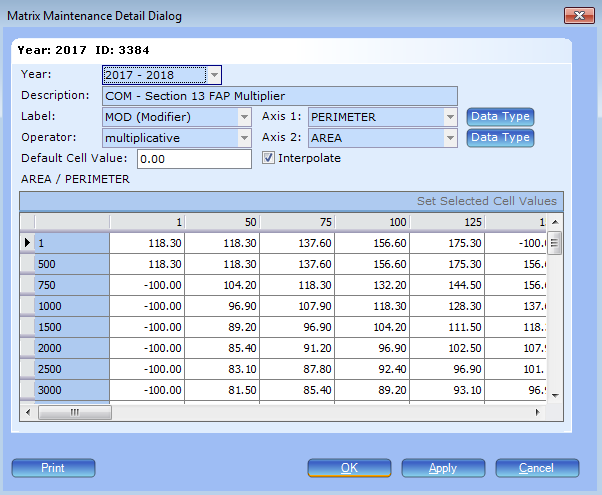 Matrix Maintenance Detail Dialog
Year: 2017 ID: 3384
Year: 2017 - 2018
Description: COM - Section 13 FAP Multiplier
Label: MOD (Modifier) Axis 1: PERIMETER Data Type
Operator: multiplicative Axis 2: AREA Data Type
Default Cell Value: 0.00 Interpolate
AREA / PERIMETER
Set Selected Cell Values
1 50 75 100 125 1
1 118.30 118.30 137.60 156.60 175.30 -100.
500 118.30 118.30 137.60 156.60 175.30 156.
750 -100.00 104.20 118.30 132.20 144.50 156.
1000 -100.00 96.90 107.90 118.30 128.30 137.
1500 -100.00 89.20 96.90 104.20 111.50 118.
2000 -100.00 85.40 91.20 96.90 102.50 107.
2500 -100.00 83.10 87.80 92.40 96.90 101.
3000 -100.00 81.50 85.40 89.20 93.10 96.
Print OK Apply Cancel